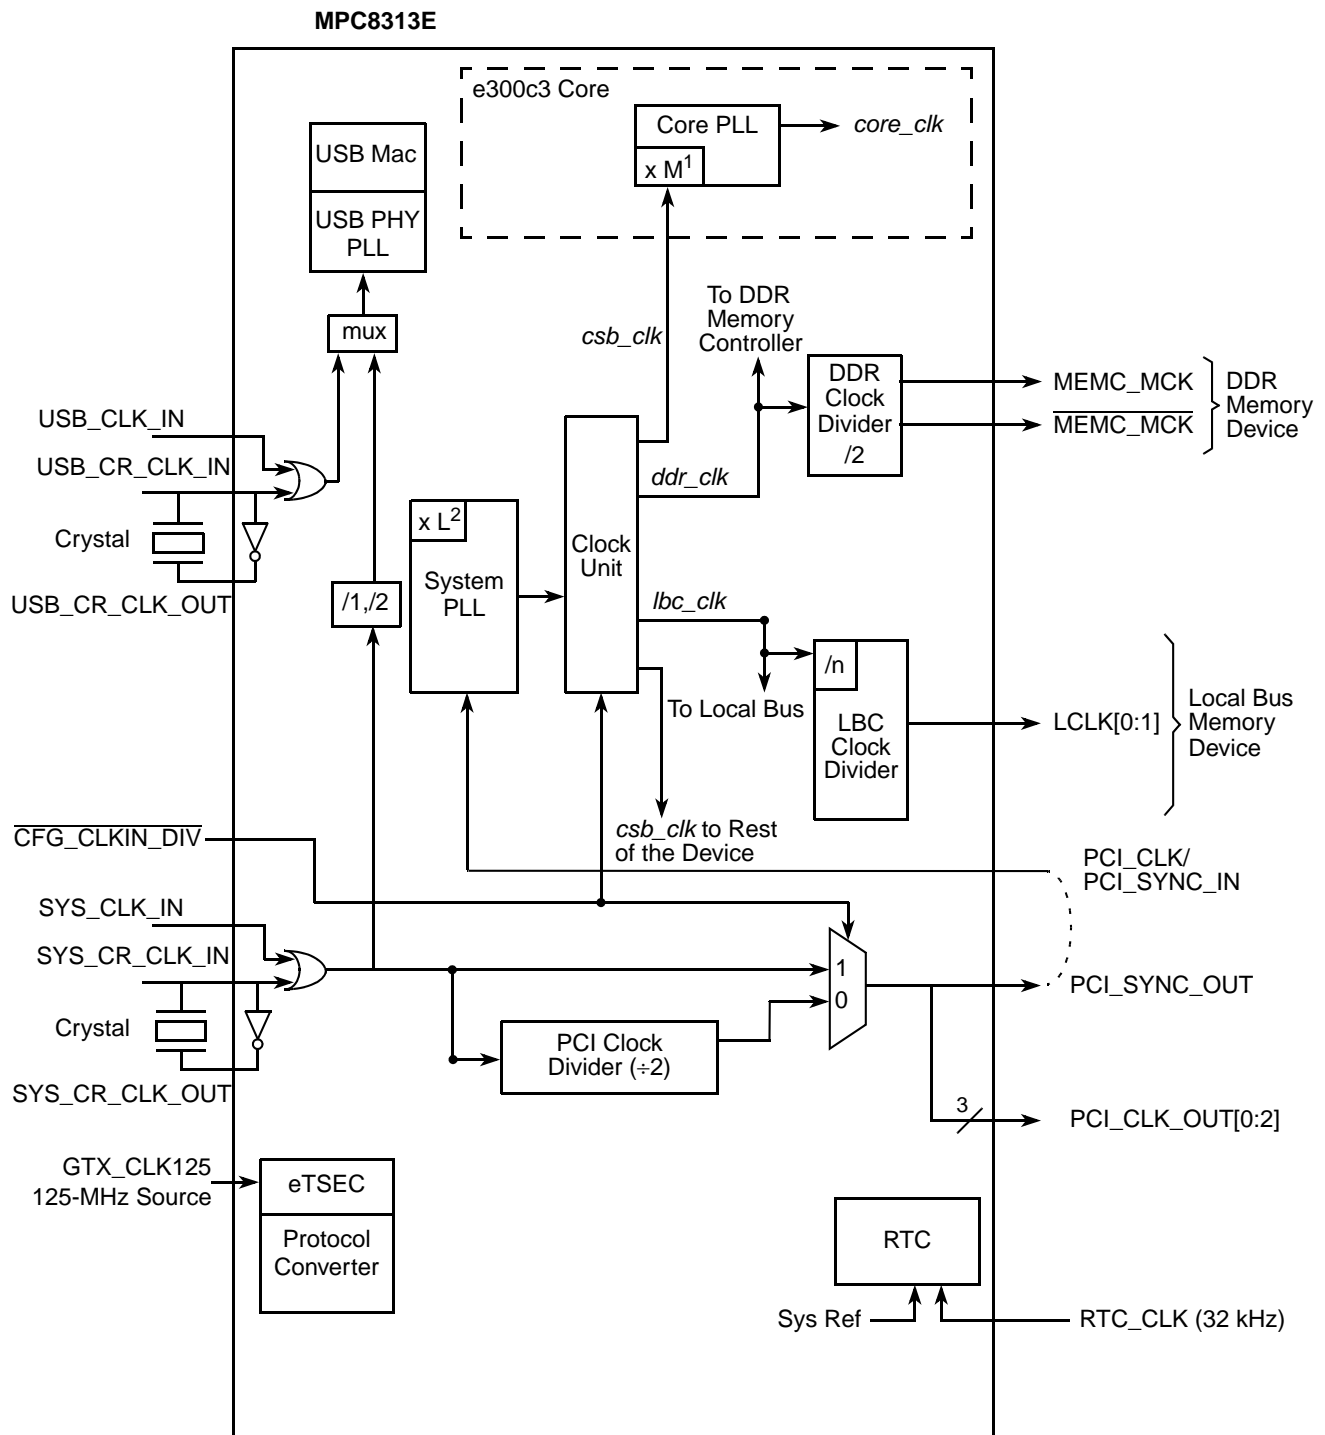 MPC8313E
e300c3 Core
Core PLL
core_clk
x M¹
USB Mac
USB PHY
PLL
mux
csb_clk
To DDR
Memory
Controller
DDR
Clock
Divider
/2
MEMC_MCK
MEMC_MCK
DDR
Memory
Device
USB_CLK_IN
USB_CR_CLK_IN
Crystal
USB_CR_CLK_OUT
ddr_clk
x L²
System
PLL
Clock
Unit
/1,/2
lbc_clk
/n
LBC
Clock
Divider
To Local Bus
LCLK[0:1]
Local Bus
Memory
Device
csb_clk to Rest
of the Device
CFG_CLKIN_DIV
PCI_CLK/
PCI_SYNC_IN
SYS_CLK_IN
SYS_CR_CLK_IN
1
0
PCI_SYNC_OUT
Crystal
PCI Clock
Divider (÷2)
SYS_CR_CLK_OUT
3
PCI_CLK_OUT[0:2]
GTX_CLK125
125-MHz Source
eTSEC
Protocol
Converter
RTC
Sys Ref
RTC_CLK (32 kHz)